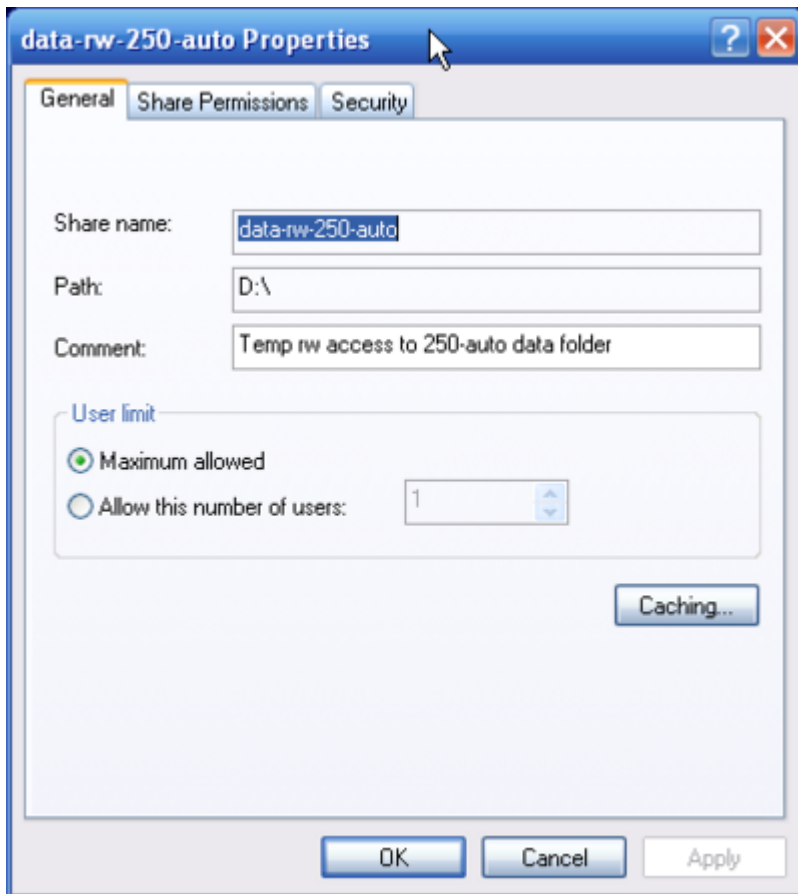 data-rw-250-auto Properties
General Share Permissions Security
Share name: data-rw-250-auto
Path: D:\
Comment: Temp rw access to 250-auto data folder
User limit
Maximum allowed
Allow this number of users: 1
Caching...
OK Cancel Apply